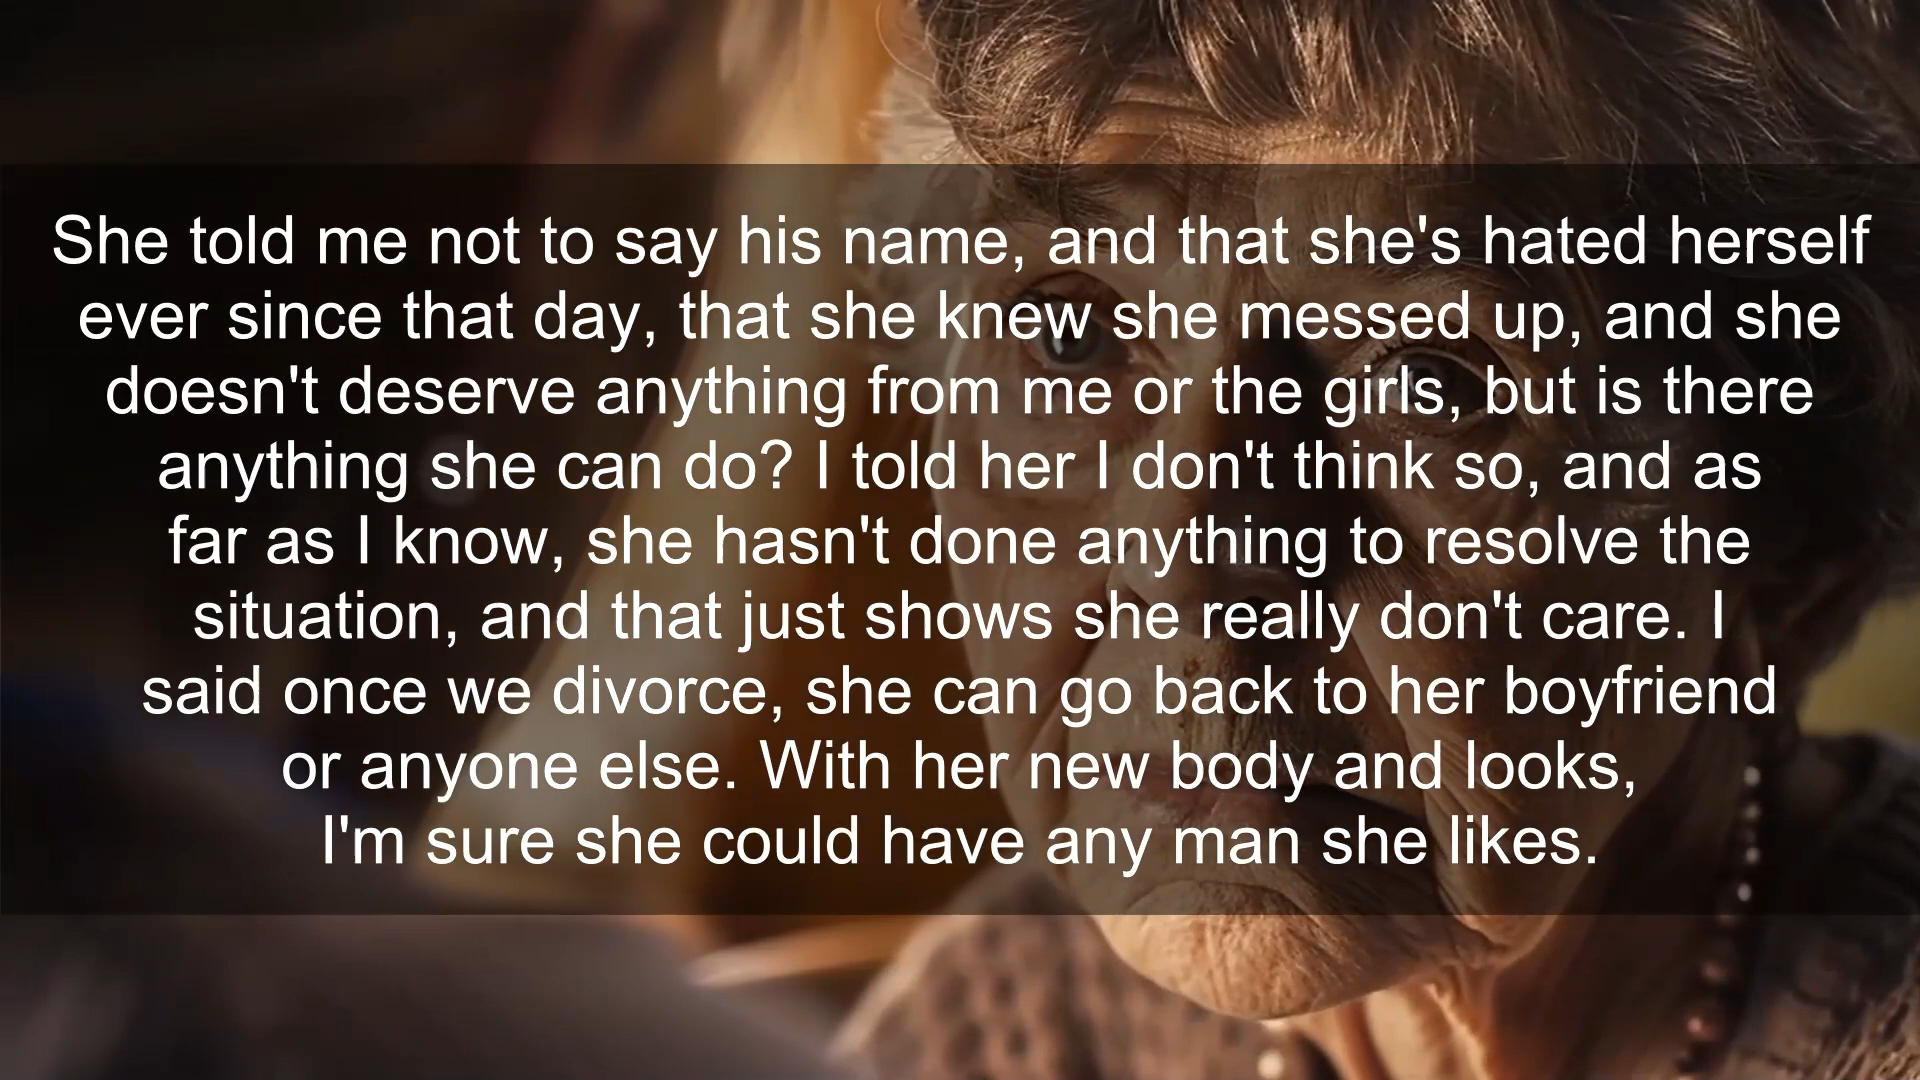 She told me not to say his name, and that she's hated herself
ever since that day, that she knew she messed up, and she
doesn't deserve anything from me or the girls, but is there
anything she can do? I told her I don't think so, and as
far as I know, she hasn't done anything to resolve the
situation, and that just shows she really don't care. I
said once we divorce, she can go back to her boyfriend
or anyone else. With her new body and looks,
I'm sure she could have any man she likes.